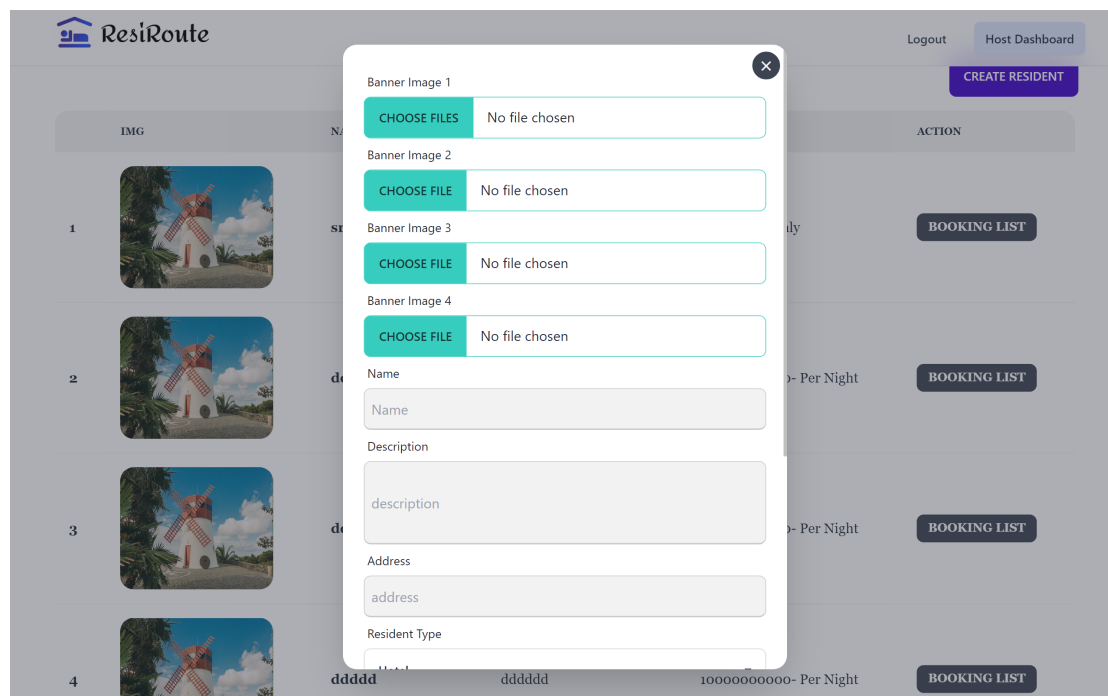 ResiRoute
Logout
Host Dashboard
CREATE RESIDENT
IMG
ACTION
1
BOOKING LIST
2
- Per Night
BOOKING LIST
3
- Per Night
BOOKING LIST
4
ddddd
dddddd
10000000000- Per Night
BOOKING LIST
Banner Image 1
CHOOSE FILES
No file chosen
Banner Image 2
CHOOSE FILE
No file chosen
Banner Image 3
CHOOSE FILE
No file chosen
Banner Image 4
CHOOSE FILE
No file chosen
Name
Name
Description
description
Address
address
Resident Type
Hotel